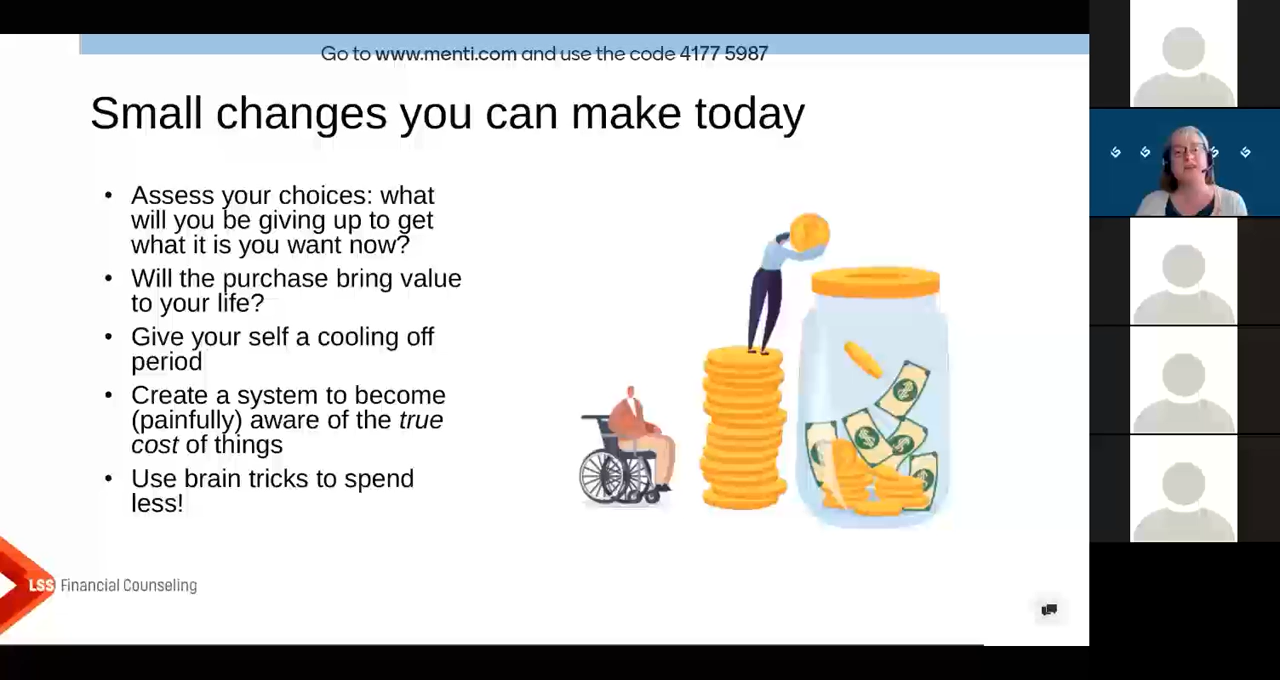 Go to www.menti.com and use the code 4177 5987
Small changes you can make today
• Assess your choices: what
will you be giving up to get
what it is you want now?
• Will the purchase bring value
to your life?
• Give your self a cooling off
period
• Create a system to become
(painfully) aware of the true
cost of things
• Use brain tricks to spend
less!
LSS Financial Counseling